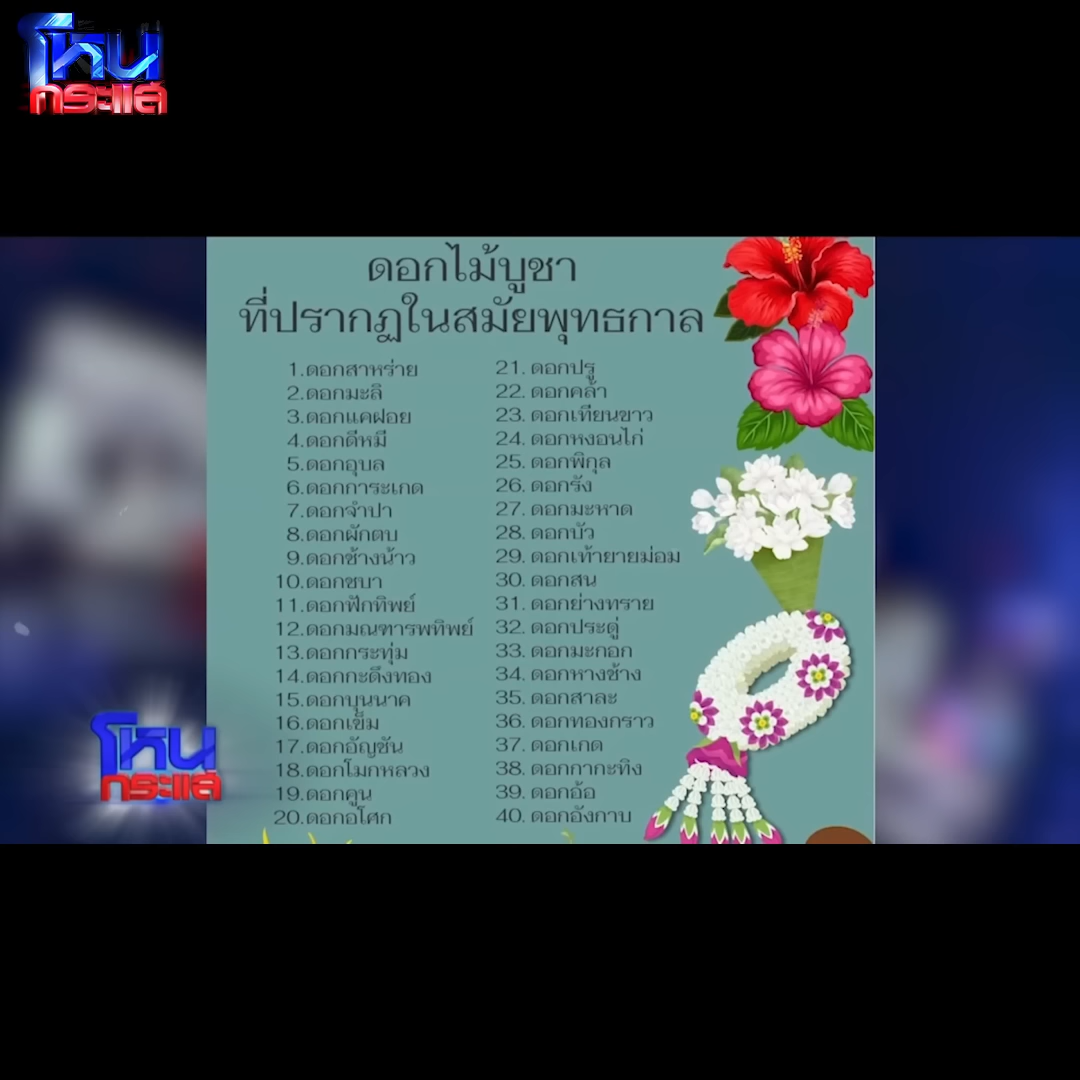 โหน
กระแส
ดอกไม้บูชา
ที่ปรากฏในสมัยพุทธกาล
1.ดอกสาหร่าย
2.ดอกมะลิ
3.ดอกแคฝอย
4.ดอกดีหมี
5.ดอกอุบล
6.ดอกการะเกด
7.ดอกจำปา
8.ดอกผักตบ
9.ดอกช้างน้าว
10.ดอกชบา
11.ดอกฟักทิพย์
12.ดอกมณฑารพทิพย์
13.ดอกกระทุ่ม
14.ดอกกะดึงทอง
15.ดอกบุนนาค
16.ดอกเข็ม
17.ดอกอัญชัน
18.ดอกโมกหลวง
19.ดอกคูน
20.ดอกอโศก
21. ดอกปรู
22. ดอกคล้า
23. ดอกเทียนขาว
24. ดอกหงอนไก่
25. ดอกพิกุล
26. ดอกรัง
27. ดอกมะหาด
28. ดอกบัว
29. ดอกเท้ายายม่อม
30. ดอกสน
31. ดอกย่างทราย
32. ดอกประดู่
33. ดอกมะกอก
34. ดอกหางช้าง
35. ดอกสาละ
36. ดอกทองกราว
37. ดอกเกด
38. ดอกกากะทิง
39. ดอกอ้อ
40. ดอกอังกาบ
โหน
กระแส